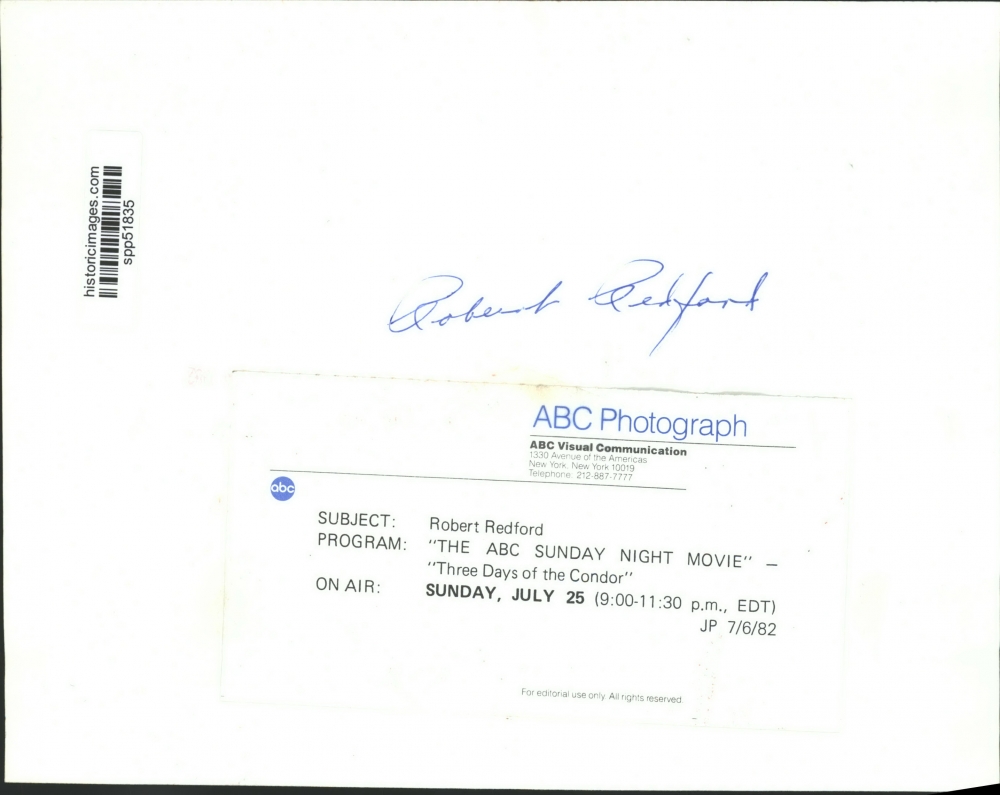 historicimages.com
spp51835
Robert Redford
ABC Photograph
ABC Visual Communication
1330 Avenue of the Americas
New York, New York 10019
Telephone: 212-887-7777
abc
SUBJECT: Robert Redford
PROGRAM: "THE ABC SUNDAY NIGHT MOVIE" –
"Three Days of the Condor"
ON AIR: SUNDAY, JULY 25 (9:00-11:30 p.m., EDT)
JP 7/6/82
For editorial use only. All rights reserved.